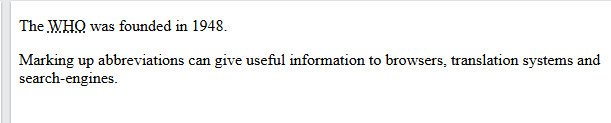 The WHO was founded in 1948.
Marking up abbreviations can give useful information to browsers, translation systems and
search-engines.